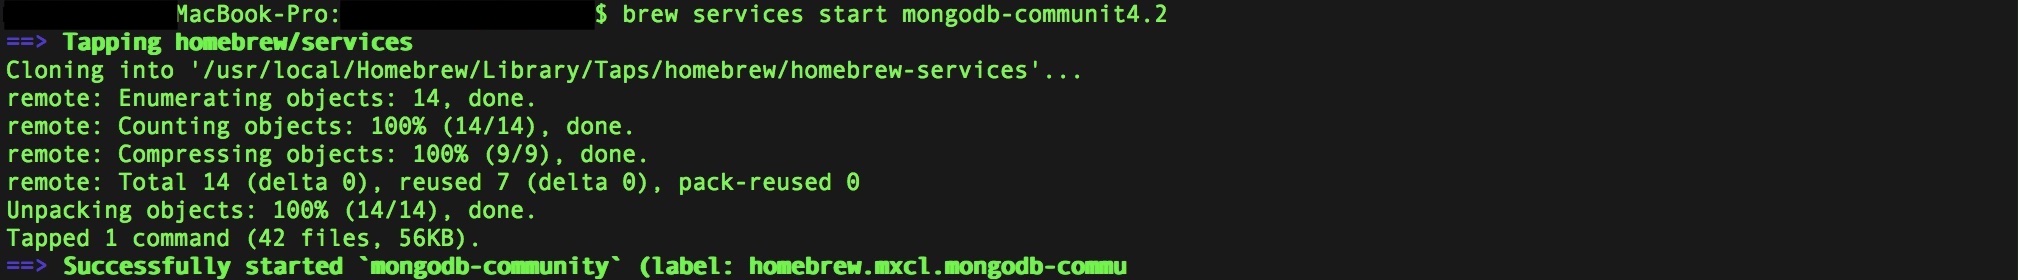 MacBook-Pro: $ brew services start mongodb-communit4.2
==> Tapping homebrew/services
Cloning into '/usr/local/Homebrew/Library/Taps/homebrew/homebrew-services'...
remote: Enumerating objects: 14, done.
remote: Counting objects: 100% (14/14), done.
remote: Compressing objects: 100% (9/9), done.
remote: Total 14 (delta 0), reused 7 (delta 0), pack-reused 0
Unpacking objects: 100% (14/14), done.
Tapped 1 command (42 files, 56KB).
==> Successfully started `mongodb-community` (label: homebrew.mxcl.mongodb-commu